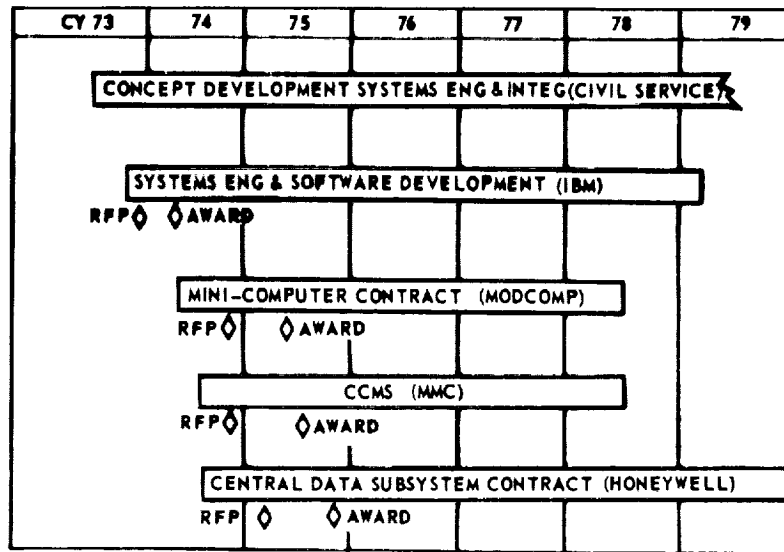 CY 73 74 75 76 77 78 79
CONCEPT DEVELOPMENT SYSTEMS ENG & INTEG(CIVIL SERVICE)
SYSTEMS ENG & SOFTWARE DEVELOPMENT (IBM)
RFP AWARD
MINI-COMPUTER CONTRACT (MODCOMP)
RFP AWARD
CCMS (MMC)
RFP AWARD
CENTRAL DATA SUBSYSTEM CONTRACT (HONEYWELL)
RFP AWARD